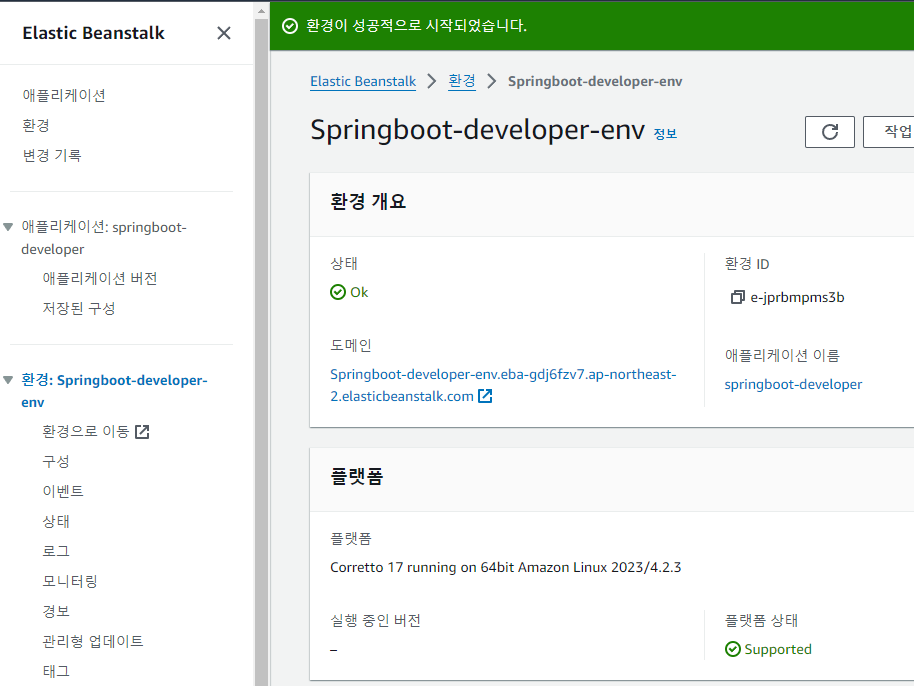 Elastic Beanstalk
애플리케이션
환경
변경 기록
애플리케이션: springboot-
developer
애플리케이션 버전
저장된 구성
환경: Springboot-developer-
env
환경으로 이동
구성
이벤트
상태
로그
모니터링
경보
관리형 업데이트
태그
환경이 성공적으로 시작되었습니다.
Elastic Beanstalk > 환경 > Springboot-developer-env
Springboot-developer-env 정보
작업
환경 개요
상태
Ok
도메인
Springboot-developer-env.eba-gdj6fzv7.ap-northeast-
2.elasticbeanstalk.com
환경 ID
e-jprbmpms3b
애플리케이션 이름
springboot-developer
플랫폼
플랫폼
Corretto 17 running on 64bit Amazon Linux 2023/4.2.3
실행 중인 버전
–
플랫폼 상태
Supported